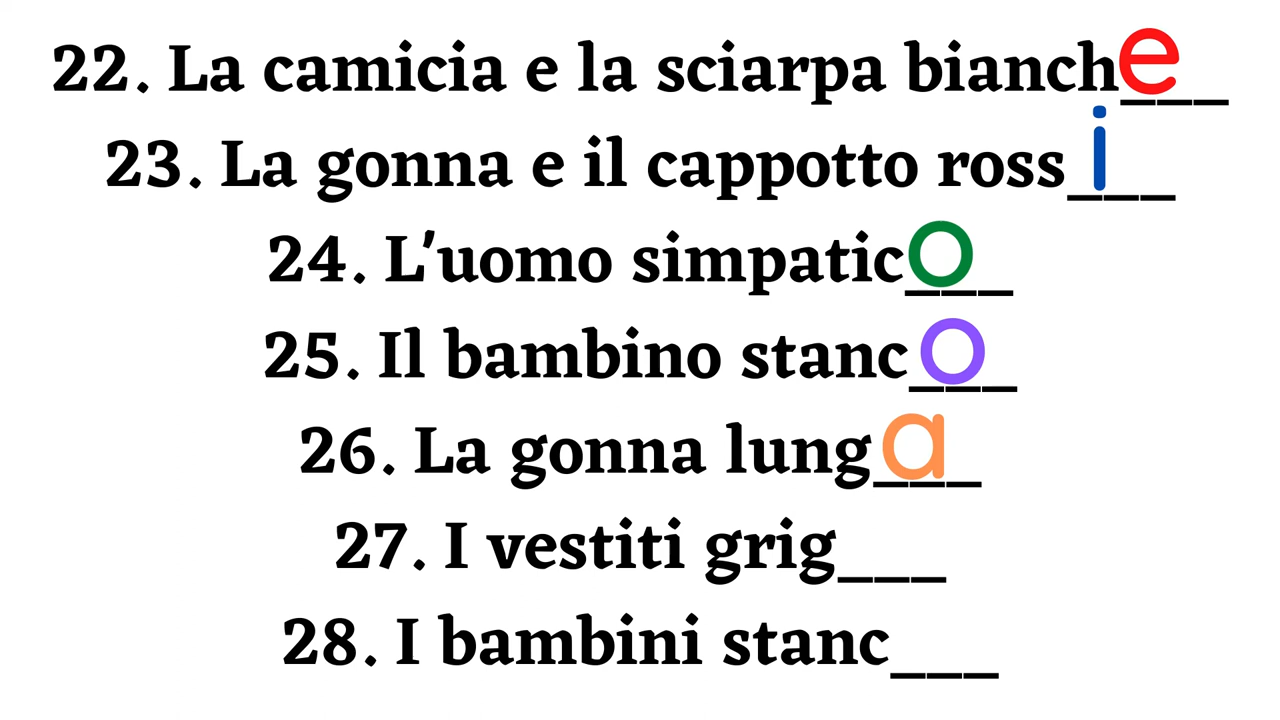 22. La camicia e la sciarpa bianche___
23. La gonna e il cappotto rossi___
24. L'uomo simpatico___
25. Il bambino stanco___
26. La gonna lunga___
27. I vestiti grig___
28. I bambini stanc___